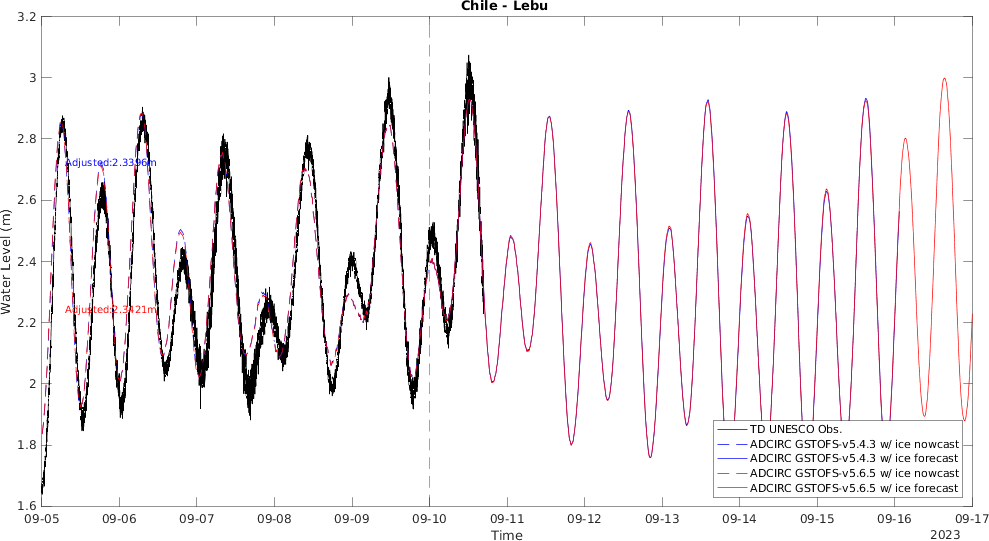 Chile - Lebu
3.2
3
2.8
2.6
2.4
2.2
2
1.8
1.6
Water Level (m)
Adjusted:2.3396m
Adjusted:2.3421m
TD UNESCO Obs.
ADCIRC GSTOFS-v5.4.3 w/ ice nowcast
ADCIRC GSTOFS-v5.4.3 w/ ice forecast
ADCIRC GSTOFS-v5.6.5 w/ ice nowcast
ADCIRC GSTOFS-v5.6.5 w/ ice forecast
09-05 09-06 09-07 09-08 09-09 09-10 09-11 09-12 09-13 09-14 09-15 09-16 09-17
Time
2023